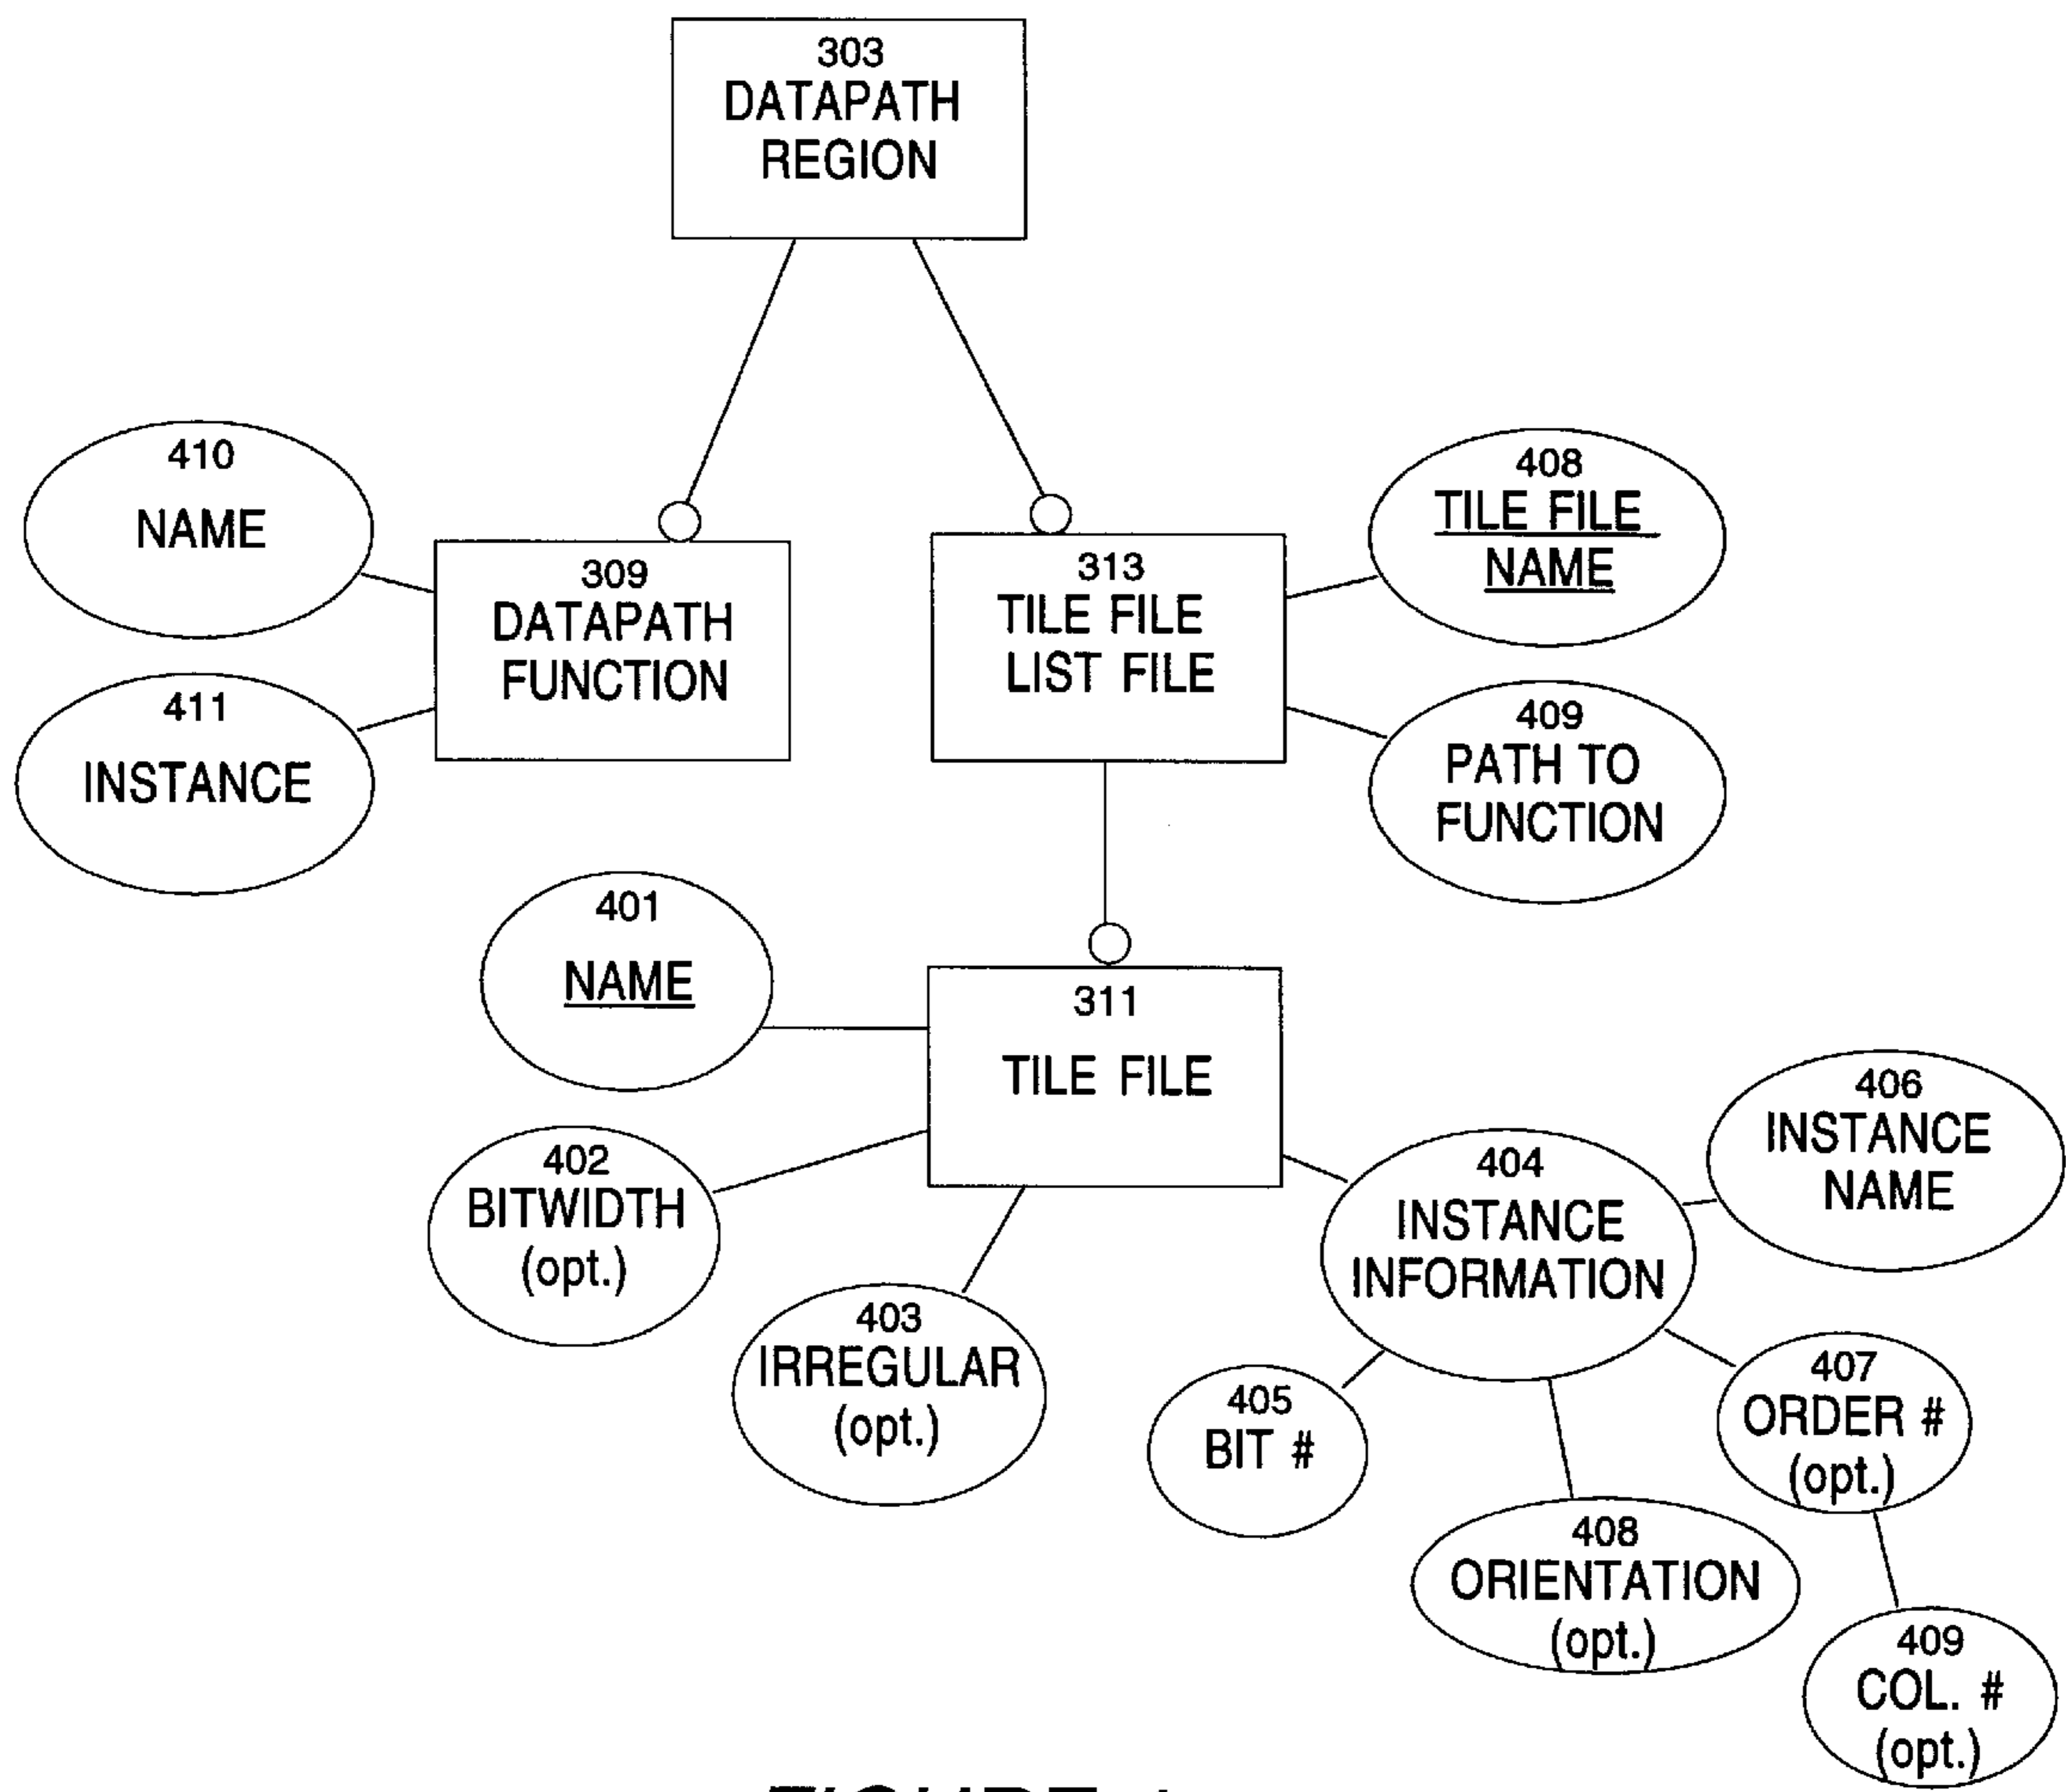 303
DATAPATH
REGION
410
NAME
411
INSTANCE
309
DATAPATH
FUNCTION
313
TILE FILE
LIST FILE
408
TILE FILE
NAME
409
PATH TO
FUNCTION
401
NAME
311
TILE FILE
402
BITWIDTH
(opt.)
403
IRREGULAR
(opt.)
404
INSTANCE
INFORMATION
406
INSTANCE
NAME
405
BIT #
407
ORDER #
(opt.)
408
ORIENTATION
(opt.)
409
COL. #
(opt.)